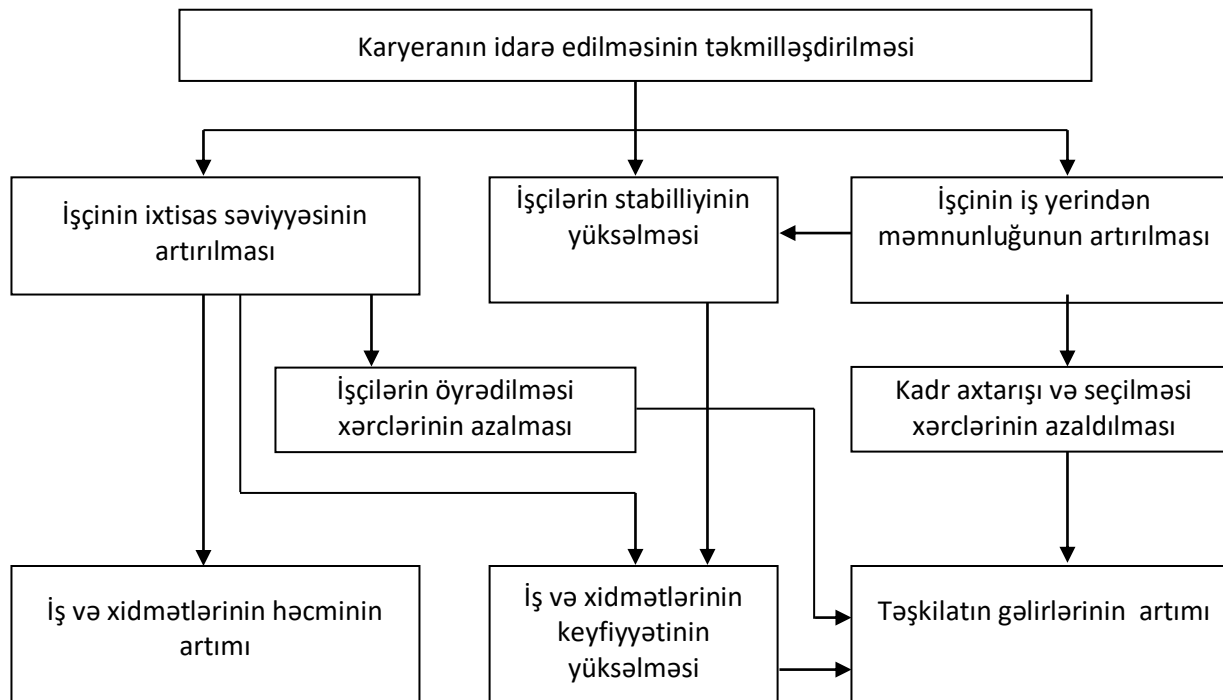 Karyeranın idarə edilməsinin təkmilləşdirilməsi
İşçinin ixtisas səviyyəsinin
artırılması
İşçilərin stabilliyinin
yüksəlməsi
İşçinin iş yerindən
məmnunluğunun artırılması
İşçilərin öyrədilməsi
xərclərinin azalması
Kadr axtarışı və seçilməsi
xərclərinin azaldılması
İş və xidmətlərinin həcminin
artımı
İş və xidmətlərinin
keyfiyyətinin
yüksəlməsi
Təşkilatın gəlirlərinin artımı